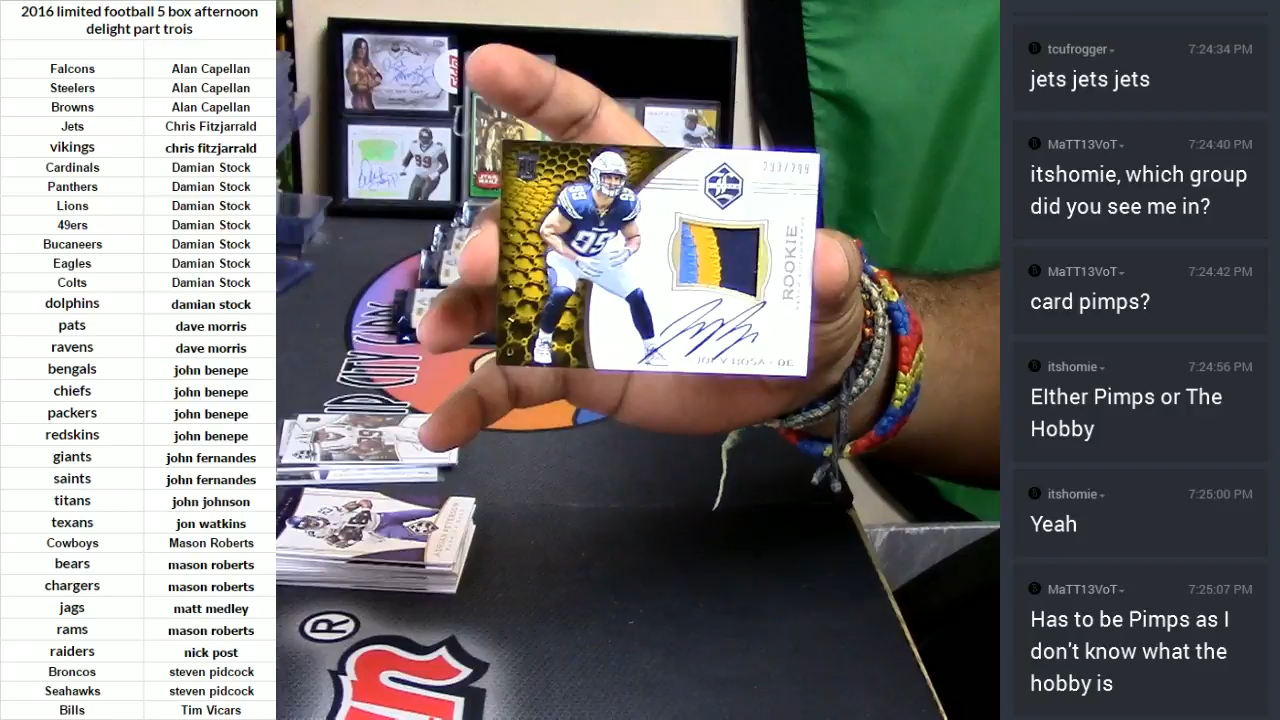 2016 limited football 5 box afternoon
delight part trois
Falcons Alan Capellan
Steelers Alan Capellan
Browns Alan Capellan
Jets Chris Fitzjarrald
vikings chris fitzjarrald
Cardinals Damian Stock
Panthers Damian Stock
Lions Damian Stock
49ers Damian Stock
Bucaneers Damian Stock
Eagles Damian Stock
Colts Damian Stock
dolphins damian stock
pats dave morris
ravens dave morris
bengals john benepe
chiefs john benepe
packers john benepe
redskins john benepe
giants john fernandes
saints john fernandes
titans john johnson
texans jon watkins
Cowboys Mason Roberts
bears mason roberts
chargers mason roberts
jags matt medley
rams mason roberts
raiders nick post
Broncos steven pidcock
Seahawks steven pidcock
Bills Tim Vicars
99
99
ROOKIE
JOEY BOSA - DE
ADRIAN PETERSON
®
tcufrogger 7:24:34 PM
jets jets jets
MaTT13VoT 7:24:40 PM
itshomie, which group
did you see me in?
MaTT13VoT 7:24:42 PM
card pimps?
itshomie 7:24:56 PM
EIther Pimps or The
Hobby
itshomie 7:25:00 PM
Yeah
MaTT13VoT 7:25:07 PM
Has to be Pimps as I
don't know what the
hobby is